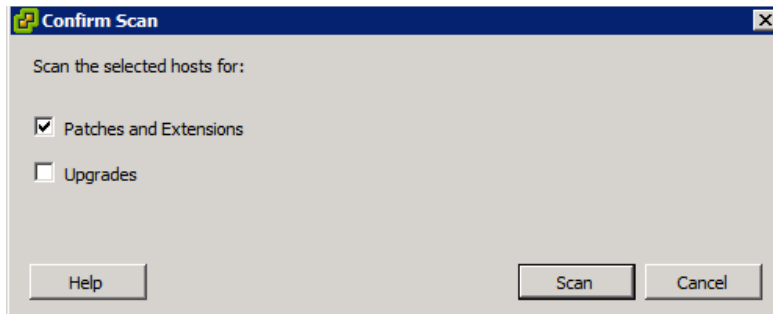 Confirm Scan
Scan the selected hosts for:
Patches and Extensions
Upgrades
Help Scan Cancel